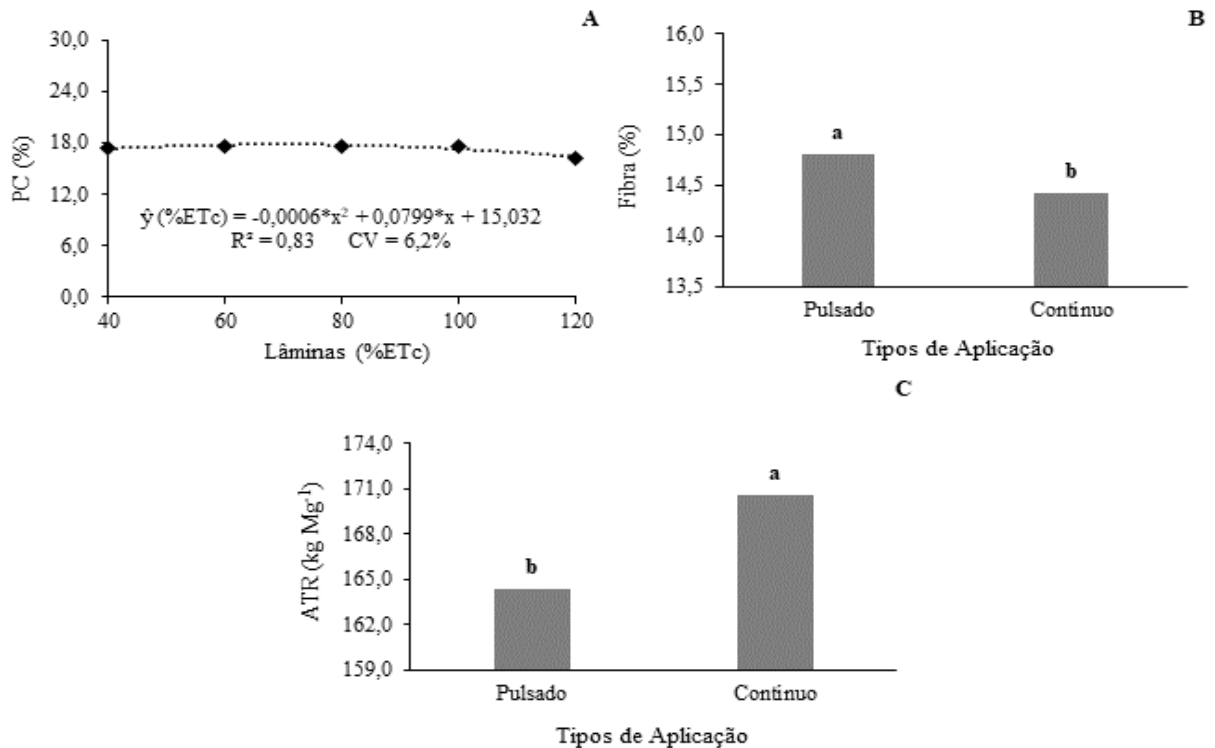 A
30,0
24,0
18,0
12,0
6,0
0,0
PC (%)
ŷ (%ETc) = -0,0006*x² + 0,0799*x + 15,032
R² = 0,83 CV = 6,2%
40 60 80 100 120
Lâminas (%ETc)
B
16,0
15,5
15,0
14,5
14,0
13,5
Fibra (%)
a
b
Pulsado Contínuo
Tipos de Aplicação
C
174,0
171,0
168,0
165,0
162,0
159,0
ATR (kg Mg⁻¹)
b
a
Pulsado Contínuo
Tipos de Aplicação